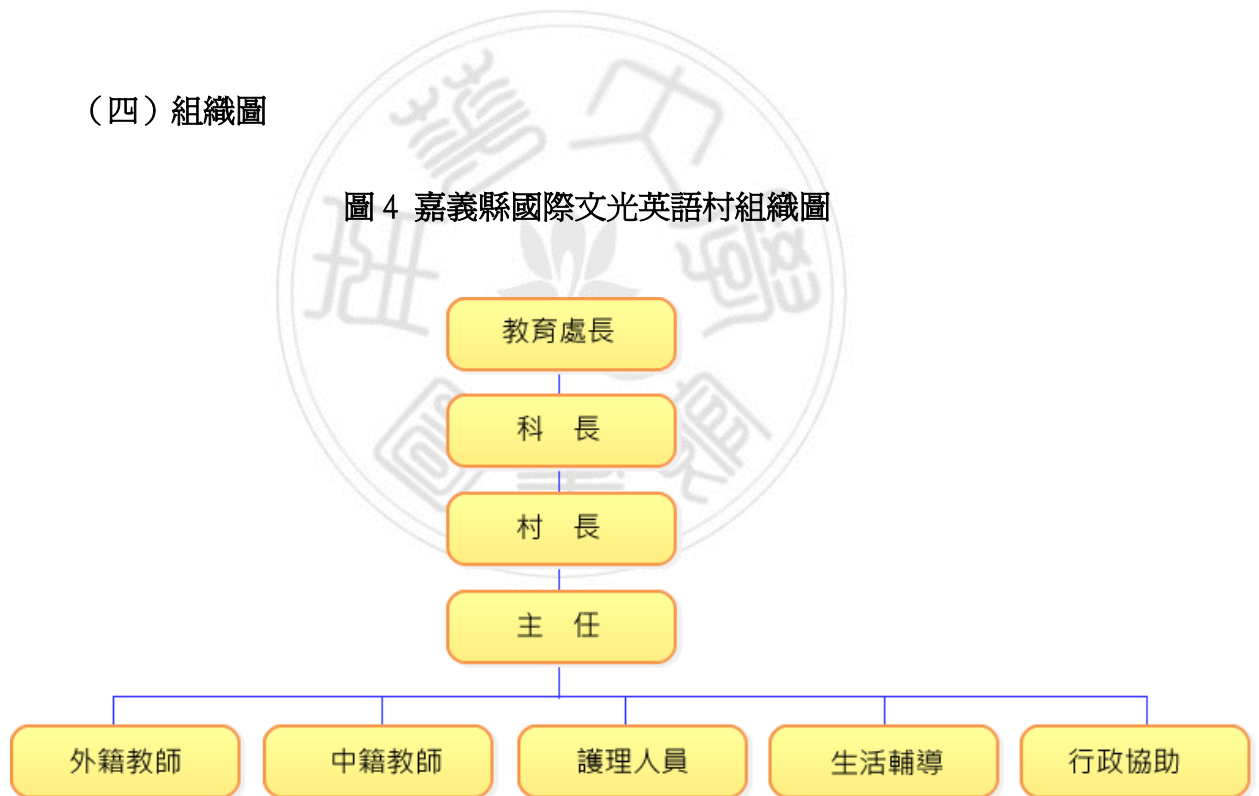 （四）組織圖
圖 4 嘉義縣國際文光英語村組織圖
教育處長
科 長
村 長
主 任
外籍教師
中籍教師
護理人員
生活輔導
行政協助